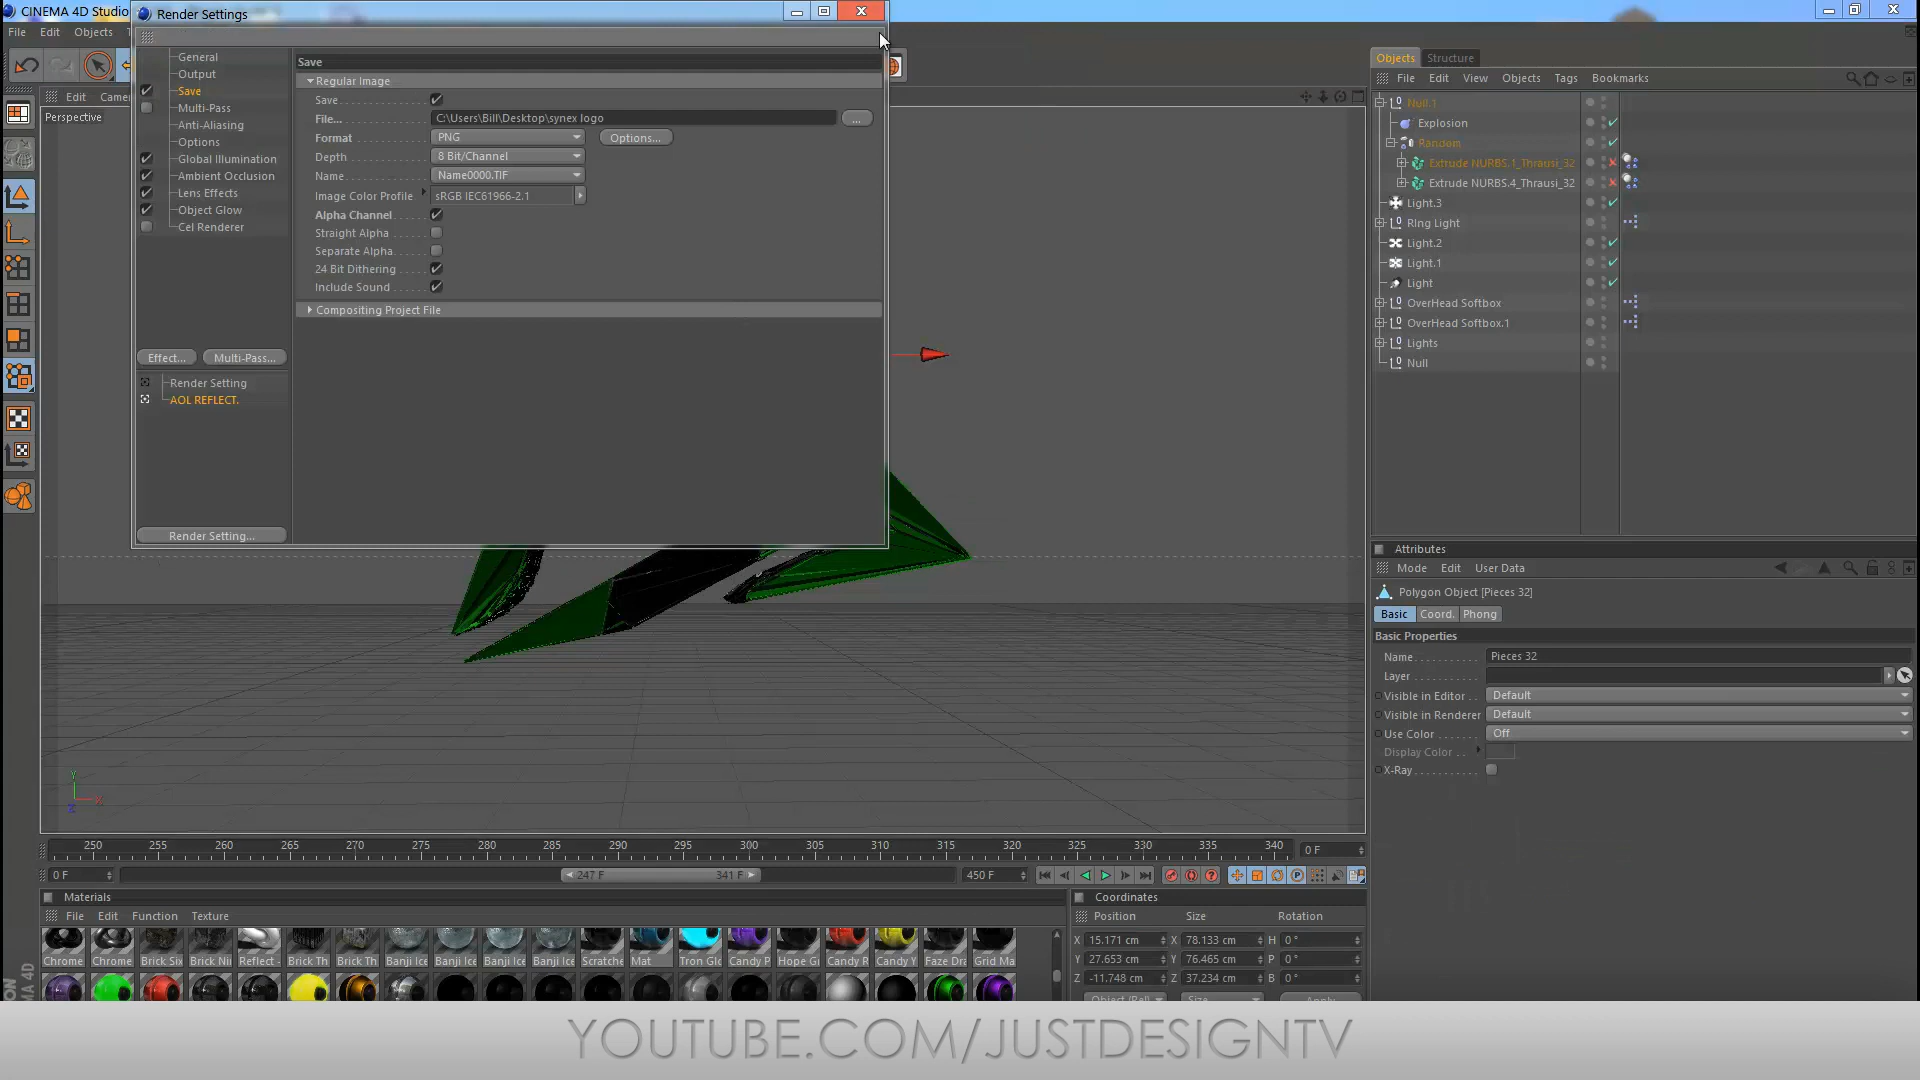 CINEMA 4D Studio
Render Settings
File Edit Objects
General
Output
Save
Multi-Pass
Anti-Aliasing
Options
Global Illumination
Ambient Occlusion
Lens Effects
Object Glow
Cel Renderer
Effect... Multi-Pass...
Render Setting
AOL REFLECT.
Render Setting...
Save
Regular Image
Save
File... C:\Users\Bill\Desktop\synex logo ...
Format PNG Options...
Depth 8 Bit/Channel
Name Name0000.TIF
Image Color Profile sRGB IEC61966-2.1
Alpha Channel
Straight Alpha
Separate Alpha
24 Bit Dithering
Include Sound
Compositing Project File
Edit
Perspective
Objects Structure
File Edit View Objects Tags Bookmarks
Null.1
Explosion
Random
Extrude NURBS.1_Thrausi_32
Extrude NURBS.4_Thrausi_32
Light.3
RIng Light
Light.2
Light.1
Light
OverHead Softbox
OverHead Softbox.1
Lights
Null
Attributes
Mode Edit User Data
Polygon Object [Pieces 32]
Basic Coord. Phong
Basic Properties
Name Pieces 32
Layer
Visible in Editor Default
Visible in Renderer Default
Use Color Off
Display Color
X-Ray
Y
X
Z
250 255 260 265 270 275 280 285 290 295 300 305 310 315 320 325 330 335 340 0 F
0 F 247 F 341 F 450 F
Materials
File Edit Function Texture
Chrome Chrome Brick Six Brick Nin Reflect - Brick Th Brick Th Banji Ice Banji Ice Banji Ice Banji Ice Scratche Mat Tron Glo Candy P Hope Gi Candy R Candy Y Faze Dra Grid Ma
Coordinates
Position Size Rotation
X 15.171 cm X 78.133 cm H 0 °
Y 27.653 cm Y 76.465 cm P 0 °
Z -11.748 cm Z 37.234 cm B 0 °
Object (Rel) Size Apply
YOUTUBE.COM/JUSTDESIGNTV